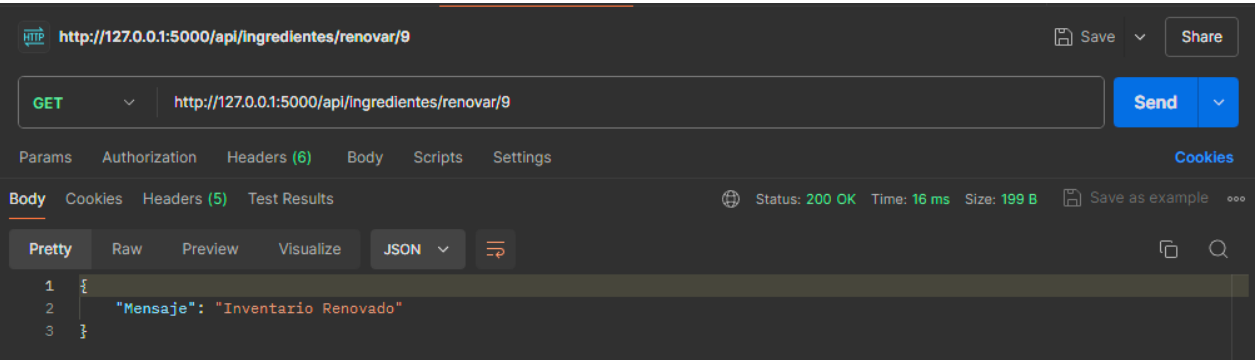 HTTP http://127.0.0.1:5000/api/ingredientes/renovar/9 Save Share
GET http://127.0.0.1:5000/api/ingredientes/renovar/9 Send
Params Authorization Headers (6) Body Scripts Settings Cookies
Body Cookies Headers (5) Test Results Status: 200 OK Time: 16 ms Size: 199 B Save as example
Pretty Raw Preview Visualize JSON
1 {
2 "Mensaje": "Inventario Renovado"
3 }